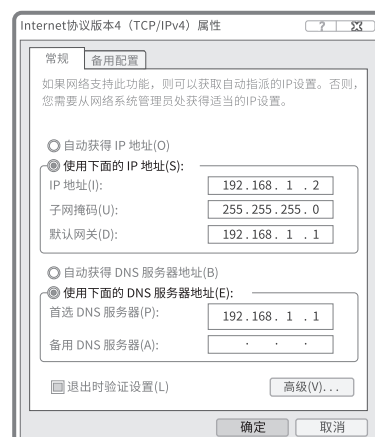 Internet协议版本4（TCP/IPv4）属性
常规 备用配置
如果网络支持此功能，则可以获取自动指派的IP设置。否则，
您需要从网络系统管理员处获得适当的IP设置。
自动获得 IP 地址(O)
使用下面的 IP 地址(S):
IP 地址(I): 192.168. 1 . 2
子网掩码(U): 255.255.255. 0
默认网关(D): 192.168. 1 . 1
自动获得 DNS 服务器地址(B)
使用下面的 DNS 服务器地址(E):
首选 DNS 服务器(P): 192.168. 1 . 1
备用 DNS 服务器(A): . . .
退出时验证设置(L) 高级(V)...
确定 取消